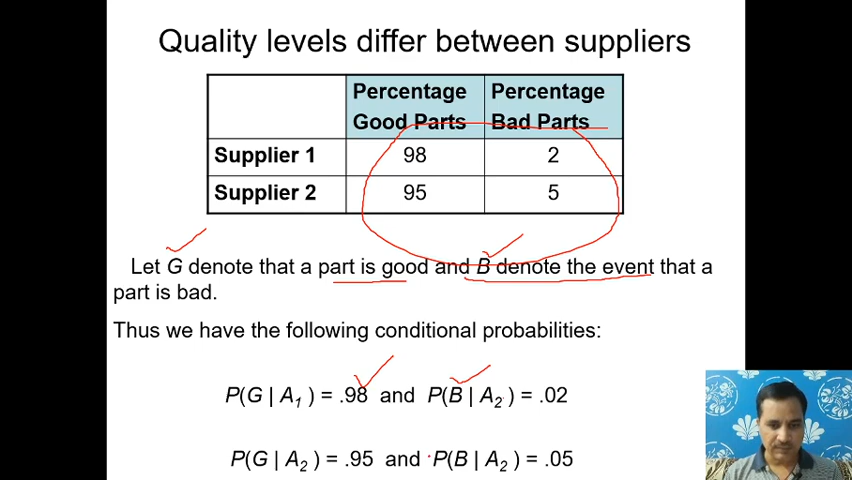 Quality levels differ between suppliers
Percentage Percentage
Good Parts Bad Parts
Supplier 1 98 2
Supplier 2 95 5
Let G denote that a part is good and B denote the event that a
part is bad.
Thus we have the following conditional probabilities:
P(G | A1 ) = .98 and P(B | A2 ) = .02
P(G | A2 ) = .95 and P(B | A2 ) = .05